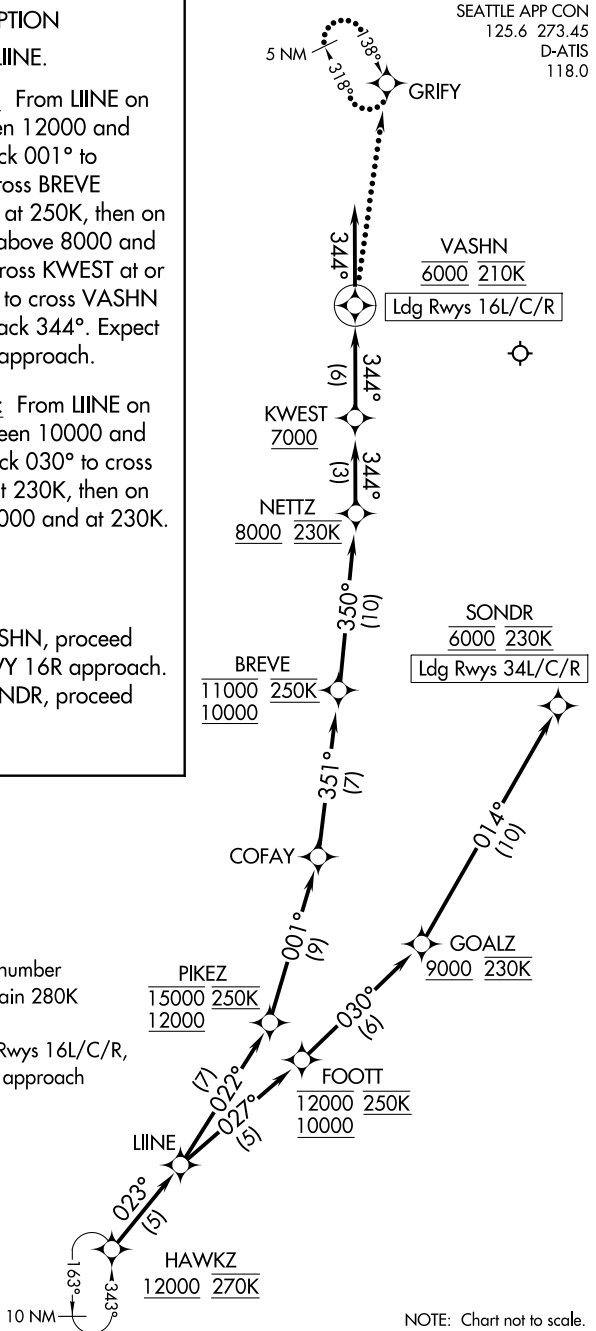 PTION
LIINE.
From LIINE on
en 12000 and
ck 001° to
ross BREVE
at 250K, then on
above 8000 and
ross KWEST at or
to cross VASHN
ack 344°. Expect
approach.
: From LIINE on
een 10000 and
ck 030° to cross
t 230K, then on
000 and at 230K.
SHN, proceed
VY 16R approach.
NDR, proceed
number
ain 280K
Rwys 16L/C/R,
approach
SEATTLE APP CON
125.6 273.45
D-ATIS
118.0
5 NM
138°
318°
GRIFY
344°
VASHN
6000 210K
Ldg Rwys 16L/C/R
344°
(6)
KWEST
7000
344°
(3)
NETTZ
8000 230K
350°
(10)
BREVE
11000 250K
10000
SONDR
6000 230K
Ldg Rwys 34L/C/R
351°
(7)
014°
(10)
COFAY
001°
(9)
GOALZ
9000 230K
PIKEZ
15000 250K
12000
030°
(6)
FOOTT
12000 250K
10000
(7)
022°
027°
(5)
LIINE
023°
(5)
HAWKZ
12000 270K
163°
343°
10 NM
NOTE: Chart not to scale.